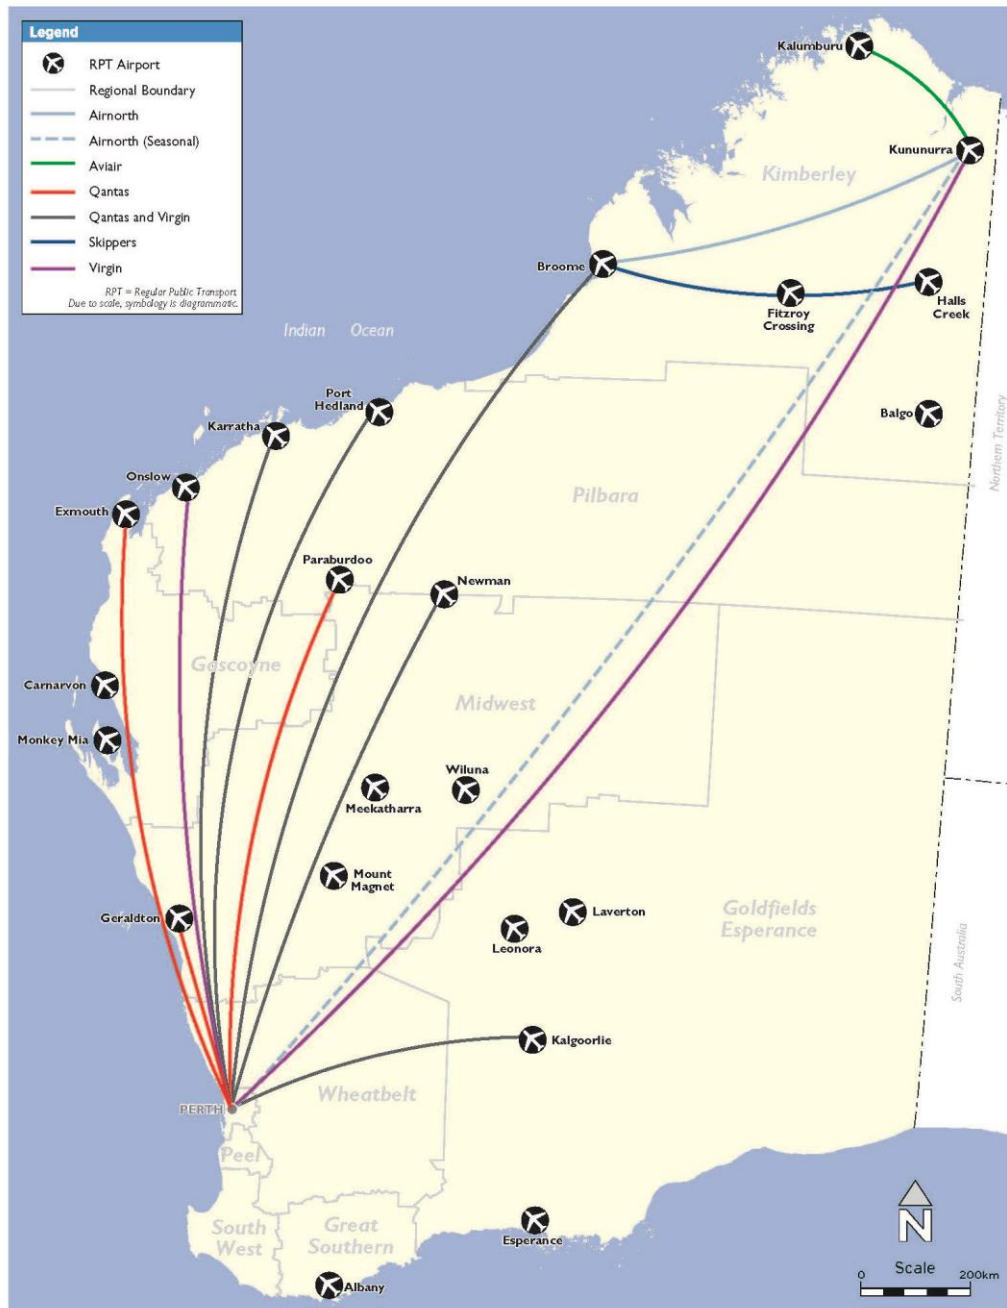 Legend
RPT Airport
Regional Boundary
Airnorth
Airnorth (Seasonal)
Aviair
Qantas
Qantas and Virgin
Skippers
Virgin
RPT = Regional Public Transport.
Due to scale, symbology is diagrammatic.
Kalumburu
Kununurra
Kimberley
Broome
Fitzroy
Crossing
Halls
Creek
Indian Ocean
Port
Hedland
Karratha
Balgo
Northern Territory
Onslow
Exmouth
Pilbara
Paraburdoo
Newman
Gascoyne
Carnarvon
Midwest
Monkey Mia
Wiluna
Meekatharra
Mount
Magnet
Geraldton
Laverton
Leonora
Goldfields
Esperance
South Australia
Kalgoorlie
Wheatbelt
PERTH
Peel
South
West
Great
Southern
Esperance
Albany
N
Scale
0 200km